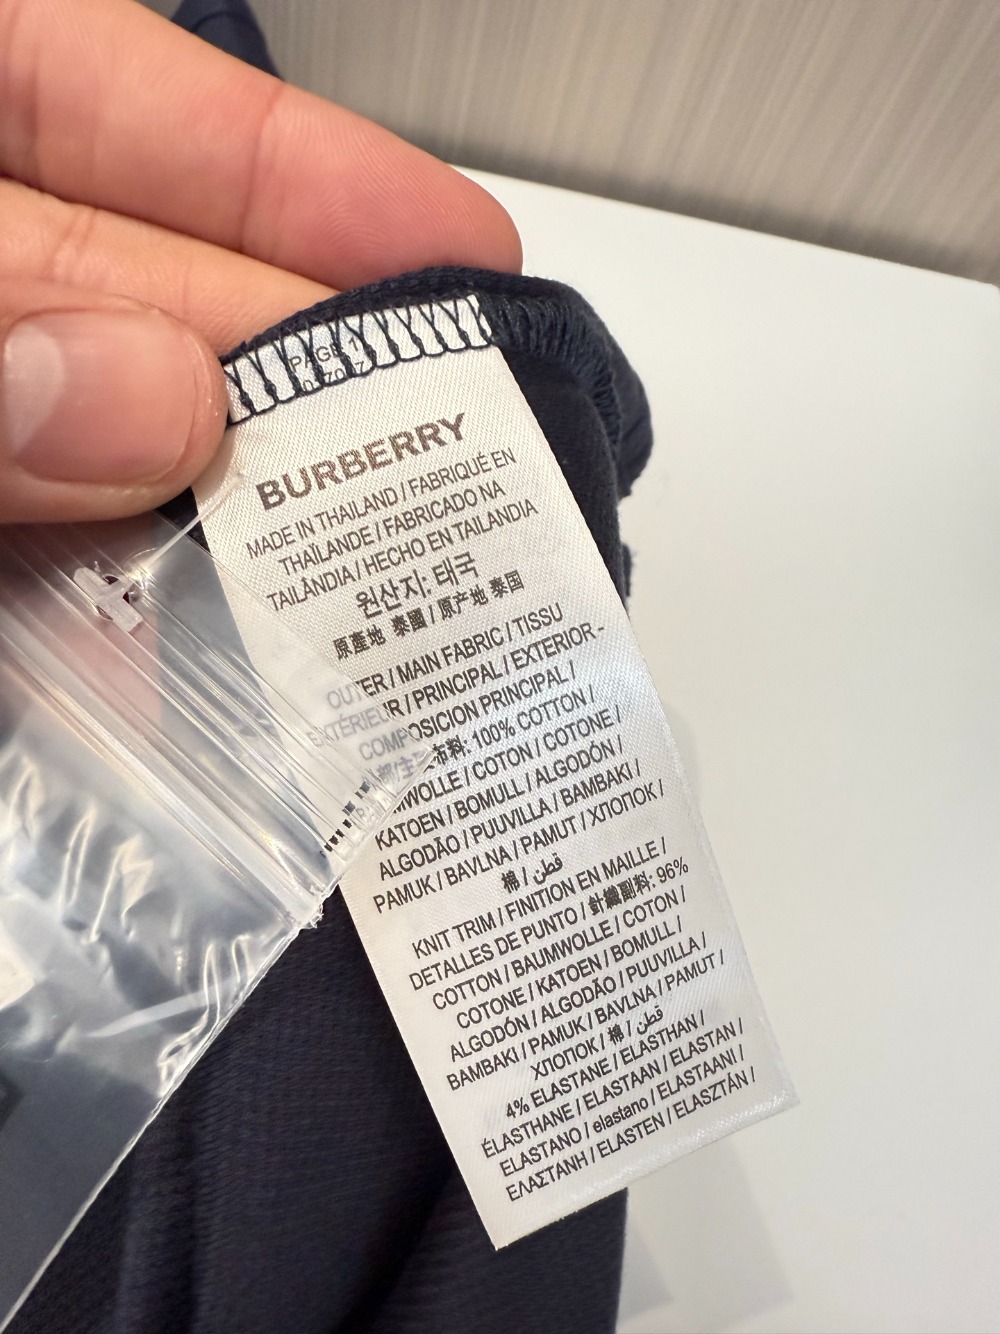 PAGE 1
BURBERRY
MADE IN THAILAND / FABRIQUÉ EN
THAÏLANDE / FABRICADO NA
TAILÂNDIA / HECHO EN TAILANDIA
원산지: 태국
原產地 泰國 / 原产地 泰国
OUTER / MAIN FABRIC / TISSU
EXTÉRIEUR / PRINCIPAL / EXTERIOR -
COMPOSICION PRINCIPAL /
布料: 100% COTTON /
WOLLE / COTON / COTONE /
KATOEN / BOMULL / ALGODÓN /
ALGODÃO / PUUVILLA / BAMBAKI /
PAMUK / BAVLNA / PAMUT / ХЛОПОК /
棉 / قطن
KNIT TRIM / FINITION EN MAILLE /
DETALLES DE PUNTO / 針織副料: 96%
COTTON / BAUMWOLLE / COTON /
COTONE / KATOEN / BOMULL /
ALGODÓN / ALGODÃO / PUUVILLA /
BAMBAKI / PAMUK / BAVLNA / PAMUT /
ХЛОПОК / 棉 / قطن
4% ELASTANE / ELASTHAN /
ÉLASTHANE / ELASTAAN / ELASTAN /
ELASTANO / elastano / ELASTAANI /
ΕΛΑΣΤΑΝΗ / ELASTEN / ELASZTÁN /